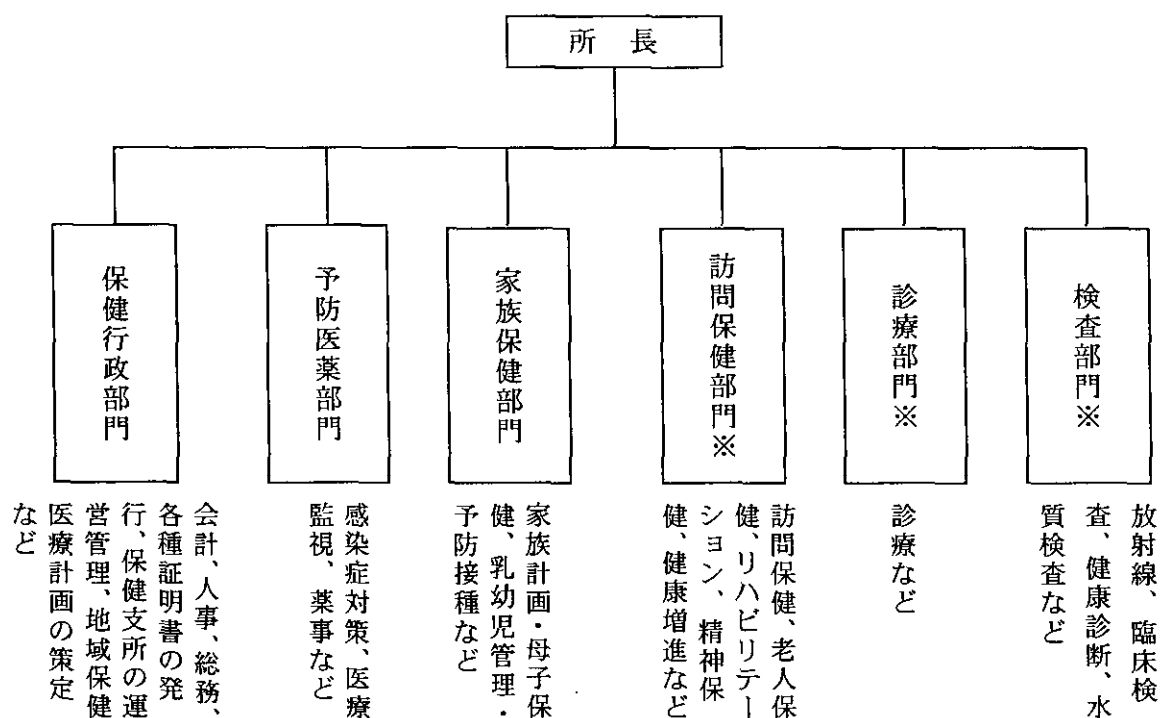 所　長
保健行政部門
予防医薬部門
家族保健部門
訪問保健部門※
診療部門※
検査部門※
会計、人事、総務、
各種証明書の発
行、保健支所の運
営管理、地域保健
医療計画の策定
など
感染症対策、医療
監視、薬事など
家族計画・母子保
健、乳幼児管理・
予防接種など
訪問保健、老人保
健、リハビリテー
ション、精神保
健、健康増進など
診療など
放射線、臨床検
査、健康診断、水
質検査など